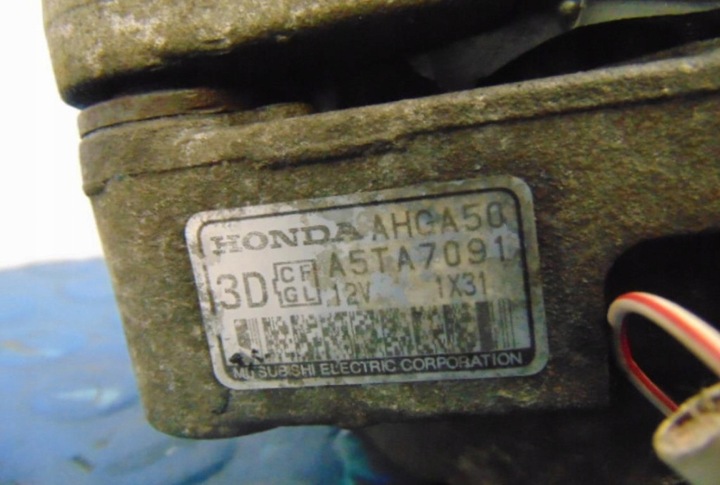 HONDA AHGA50
A5TA7091
3D CF GL 12V 1X31
MITSUBISHI ELECTRIC CORPORATION